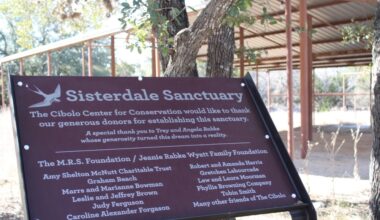 Sisterdale Sanctuary
The Cibolo Center for Conservation would like to thank
our generous donors for establishing this sanctuary.
A special thank you to Trey and Angela Rabke
whose generosity turned this dream into a reality.
The M.R.S. Foundation / Jeanie Rabke Wyatt Family Foundation
Amy Shelton McNutt Charitable Trust
Graham Beach
Marrs and Marianne Bowman
Leslie and Jeffrey Brown
Judy Ferguson
Caroline Alexander Forgason
Robert and Amanda Harris
Gretchen Lahourcade
Lew and Laura Moorman
Phyllis Browning Company
Tobin Smith
Many other friends of The Cibolo